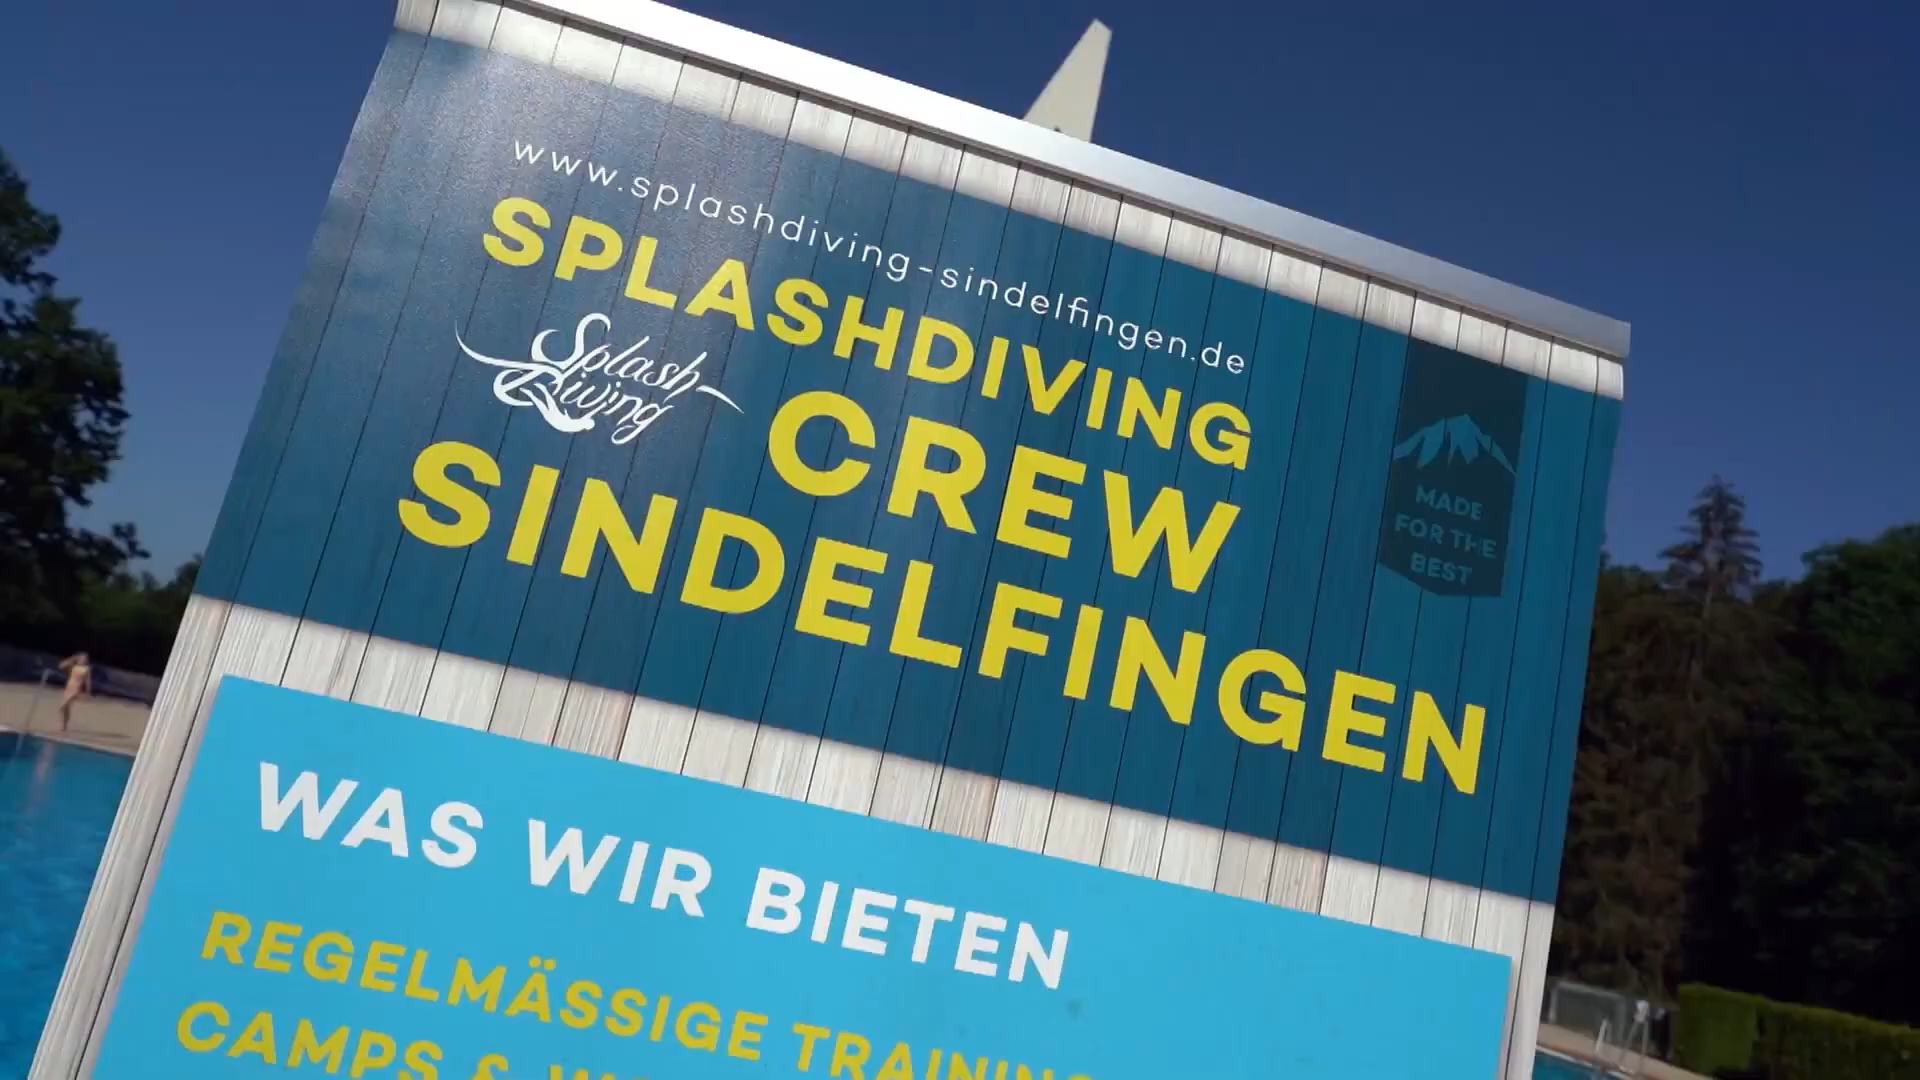 www.splashdiving-sindelfingen.de
SPLASHDIVING
Splash
Diving
CREW
SINDELFINGEN
MADE
FOR THE
BEST
WAS WIR BIETEN
REGELMÄSSIGE
CAMPS &